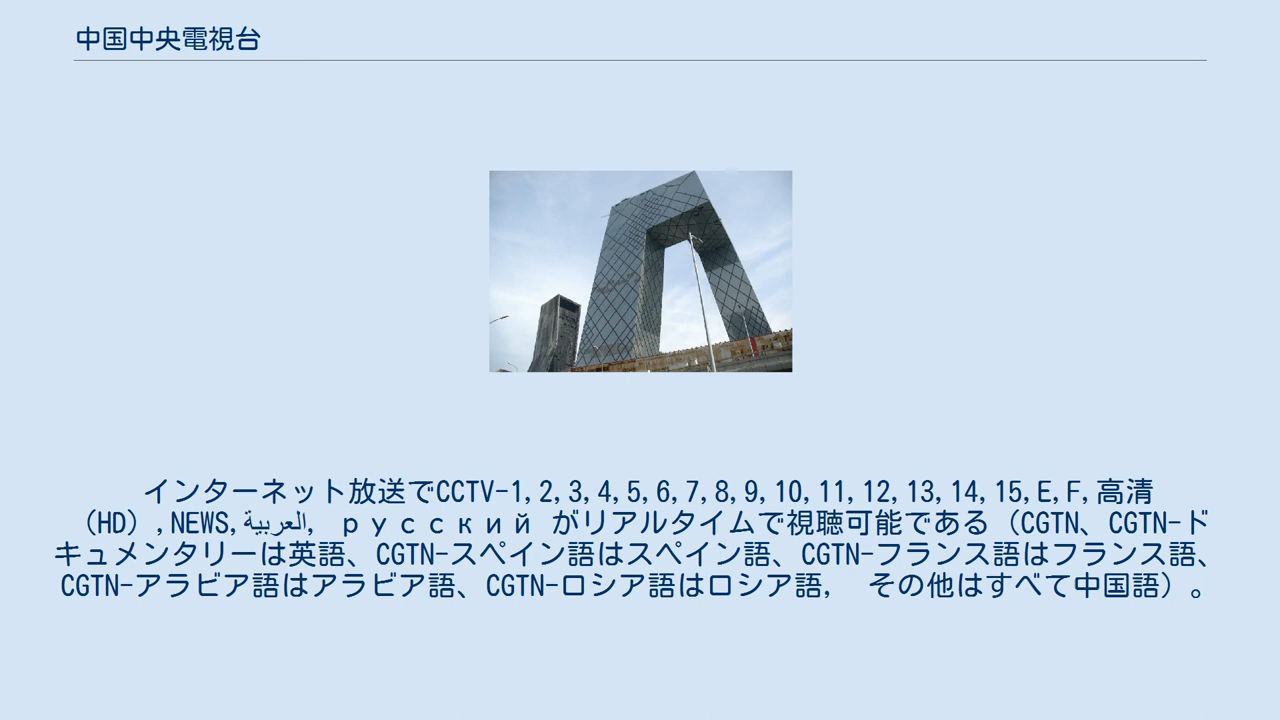 中国中央電視台
インターネット放送でCCTV-1,2,3,4,5,6,7,8,9,10,11,12,13,14,15,E,F,高清
（HD）,NEWS,العربية, русский がリアルタイムで視聴可能である（CGTN、CGTN-ド
キュメンタリーは英語、CGTN-スペイン語はスペイン語、CGTN-フランス語はフランス語、
CGTN-アラビア語はアラビア語、CGTN-ロシア語はロシア語,　その他はすべて中国語）。